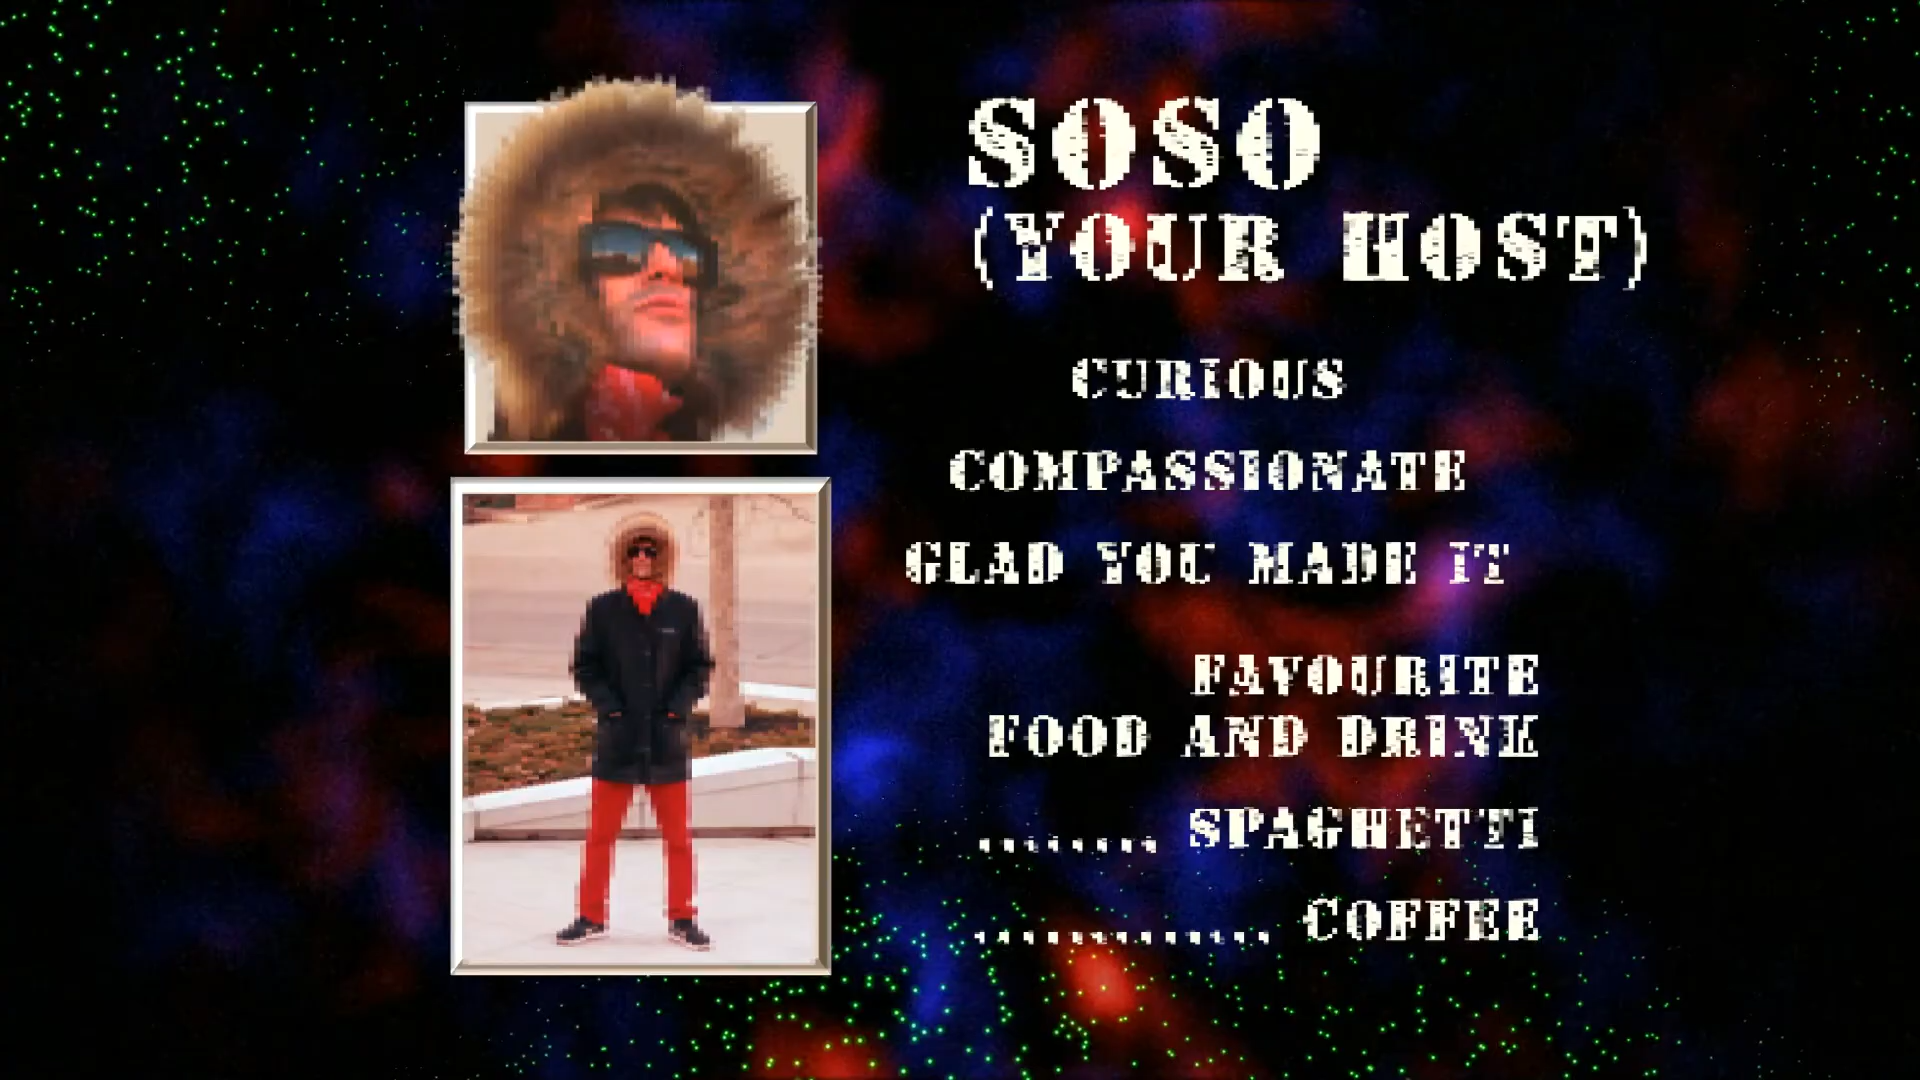 SOSO
(YOUR HOST)
CURIOUS
COMPASSIONATE
GLAD YOU MADE IT
FAVOURITE
FOOD AND DRINK
........ SPAGHETTI
............. COFFEE